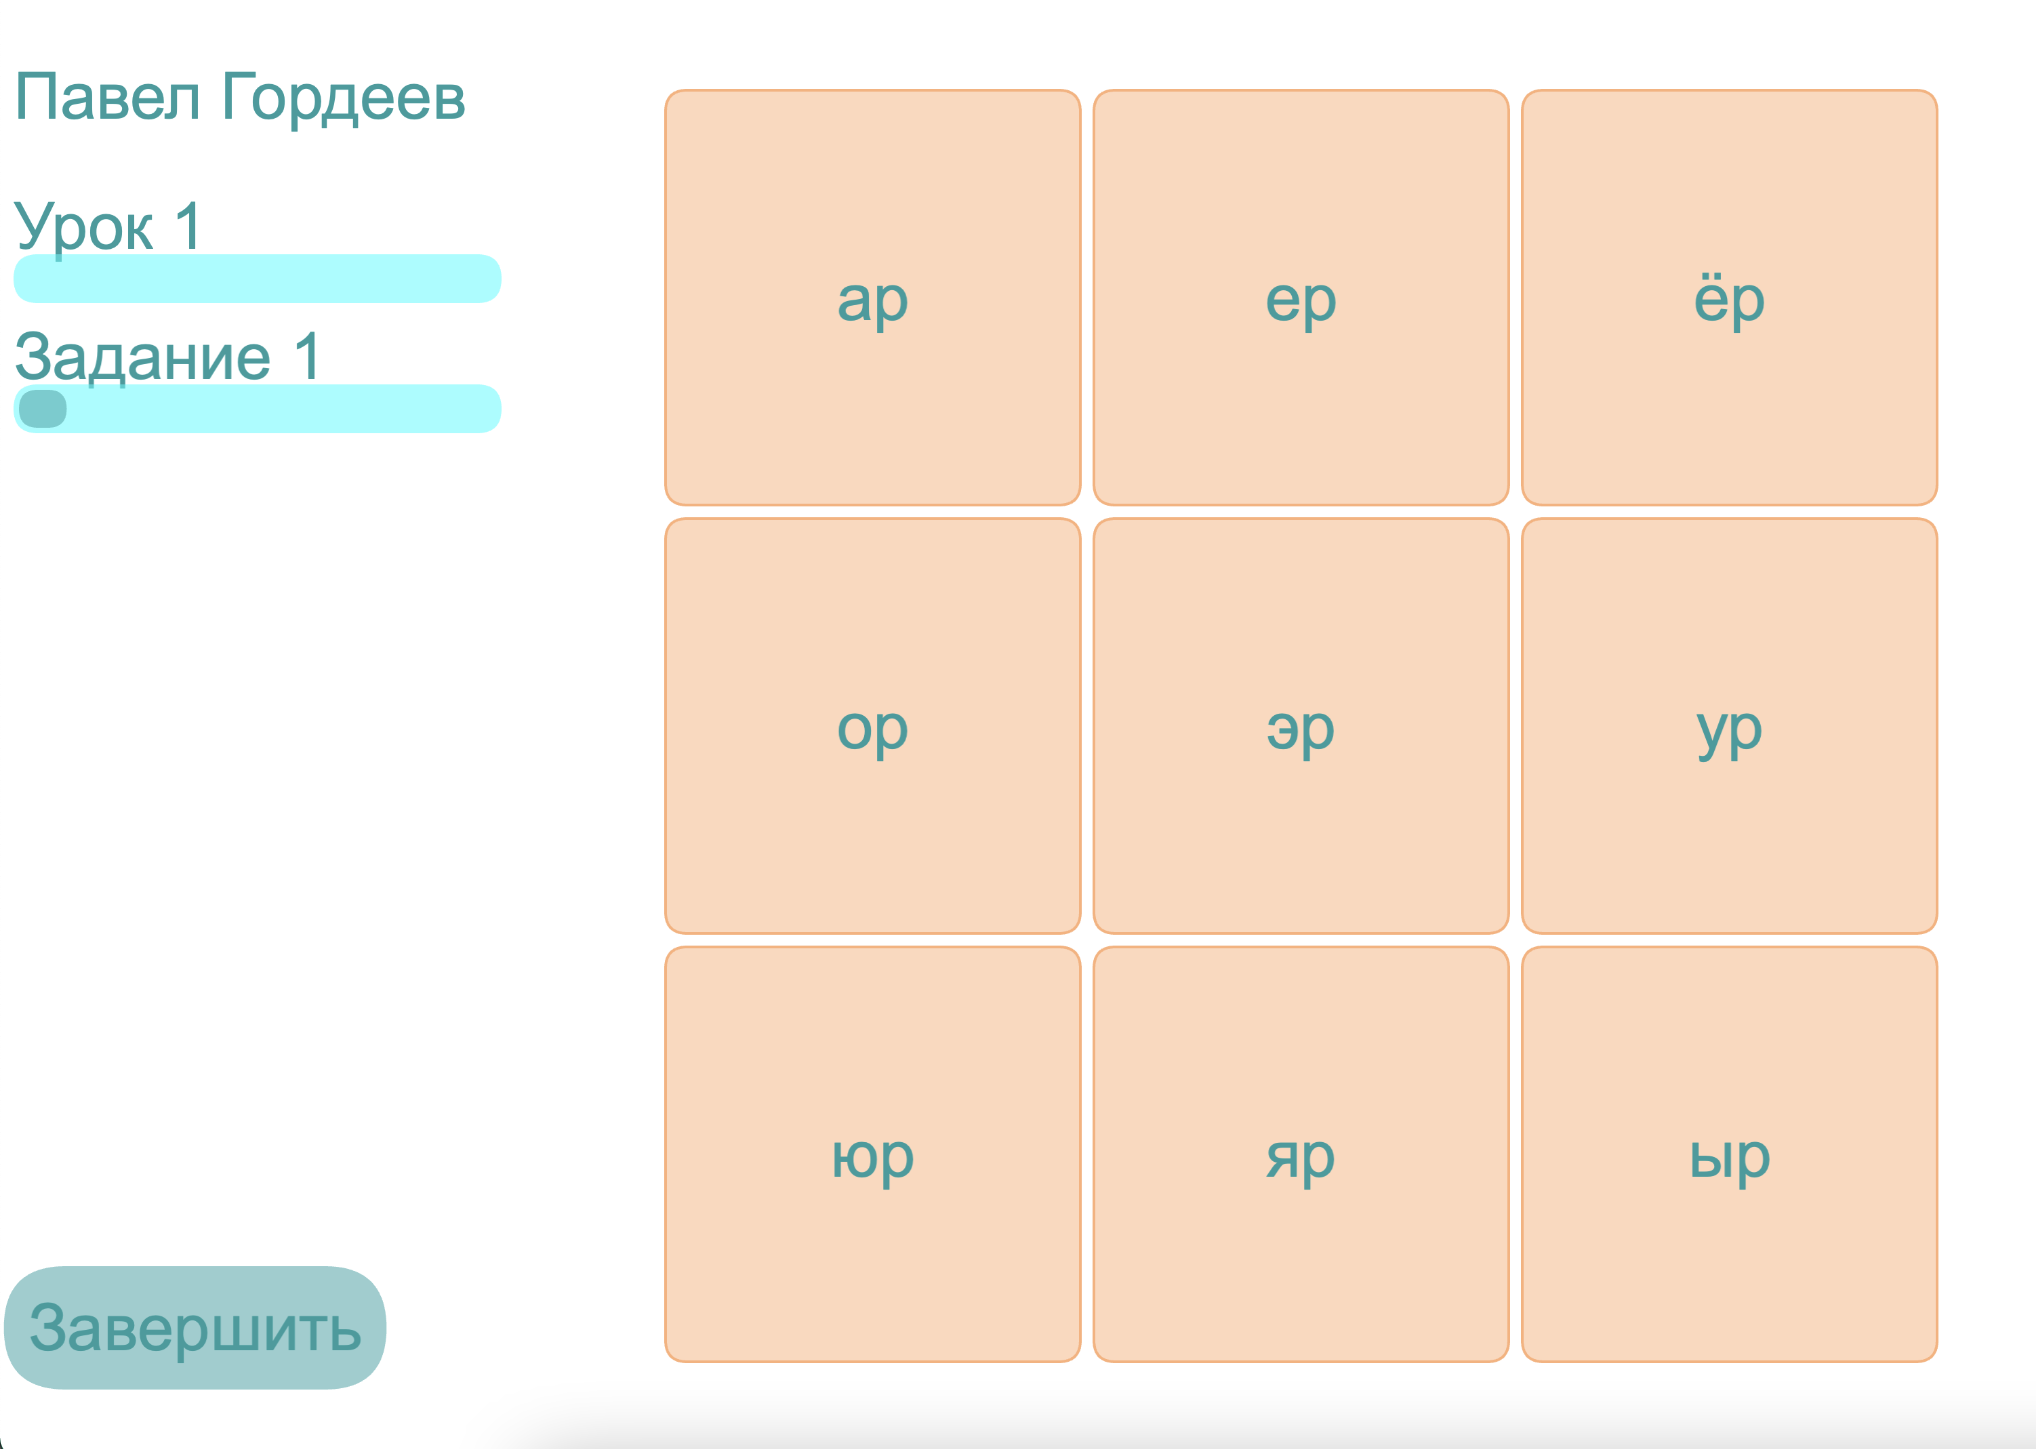 Павел Гордеев
Урок 1
Задание 1
ар ер ёр
ор эр ур
юр яр ыр
Завершить